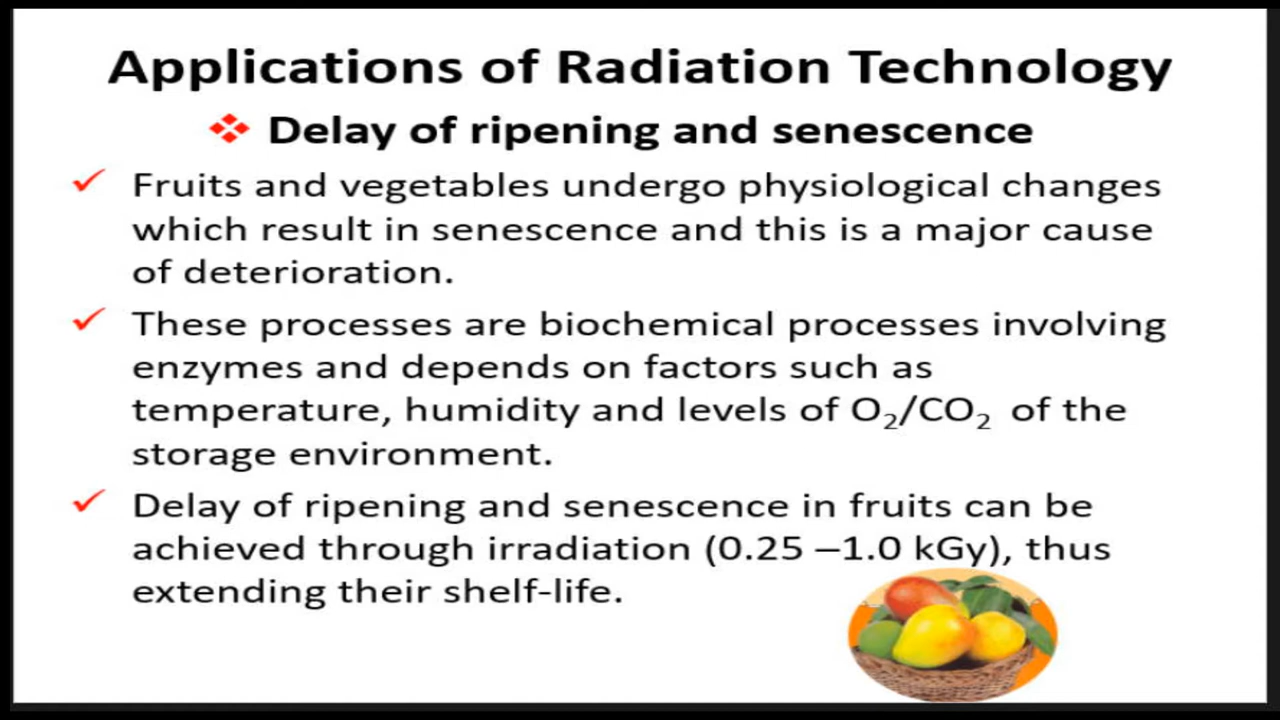 Applications of Radiation Technology
❖ Delay of ripening and senescence
✓ Fruits and vegetables undergo physiological changes
which result in senescence and this is a major cause
of deterioration.
✓ These processes are biochemical processes involving
enzymes and depends on factors such as
temperature, humidity and levels of O₂/CO₂ of the
storage environment.
✓ Delay of ripening and senescence in fruits can be
achieved through irradiation (0.25 –1.0 kGy), thus
extending their shelf-life.